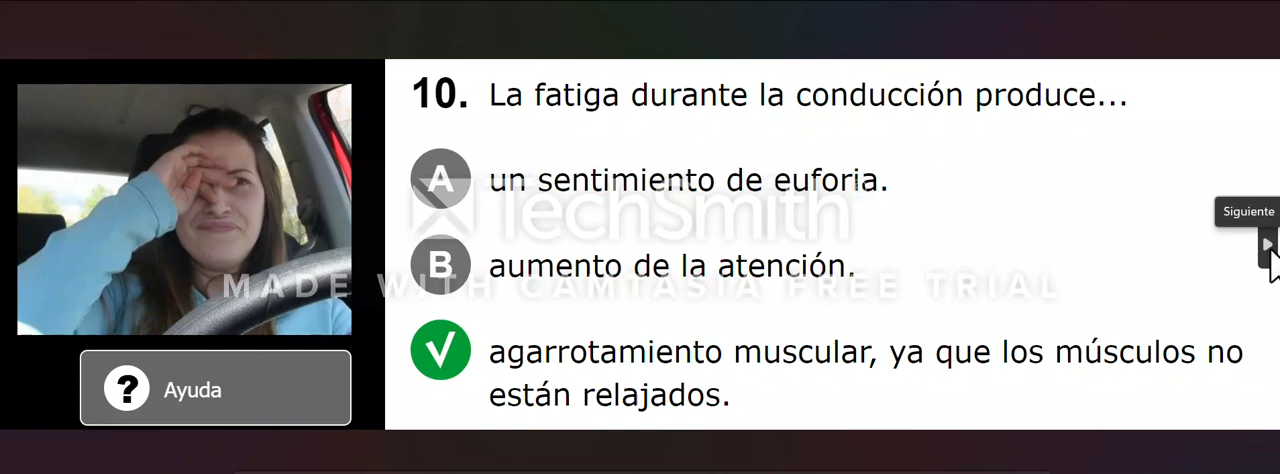 10. La fatiga durante la conducción produce...
A un sentimiento de euforia.
Siguiente
TechSmith
B aumento de la atención.
MADE WITH CAMTASIA FREE TRIAL
agarrotamiento muscular, ya que los músculos no
están relajados.
? Ayuda